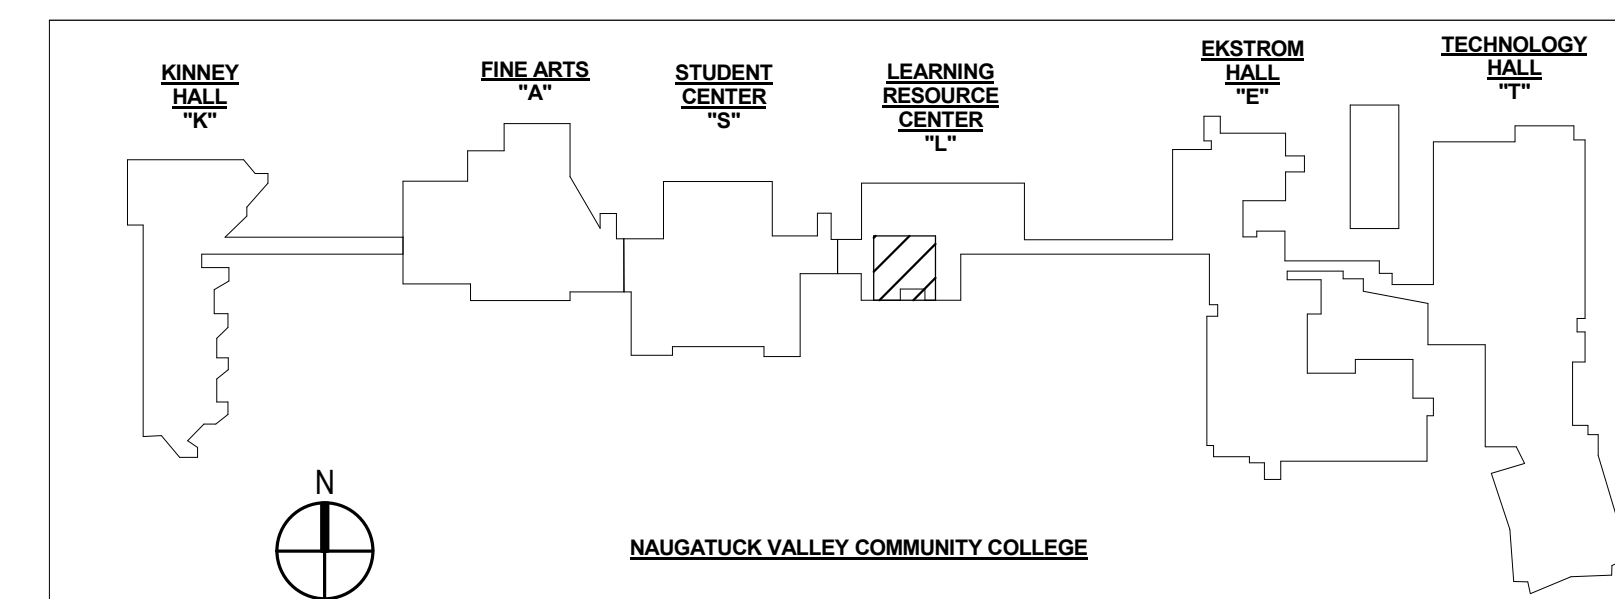 KINNEY
HALL
"K"
FINE ARTS
"A"
STUDENT
CENTER
"S"
LEARNING
RESOURCE
CENTER
"L"
EKSTROM
HALL
"E"
TECHNOLOGY
HALL
"T"
N
NAUGATUCK VALLEY COMMUNITY COLLEGE